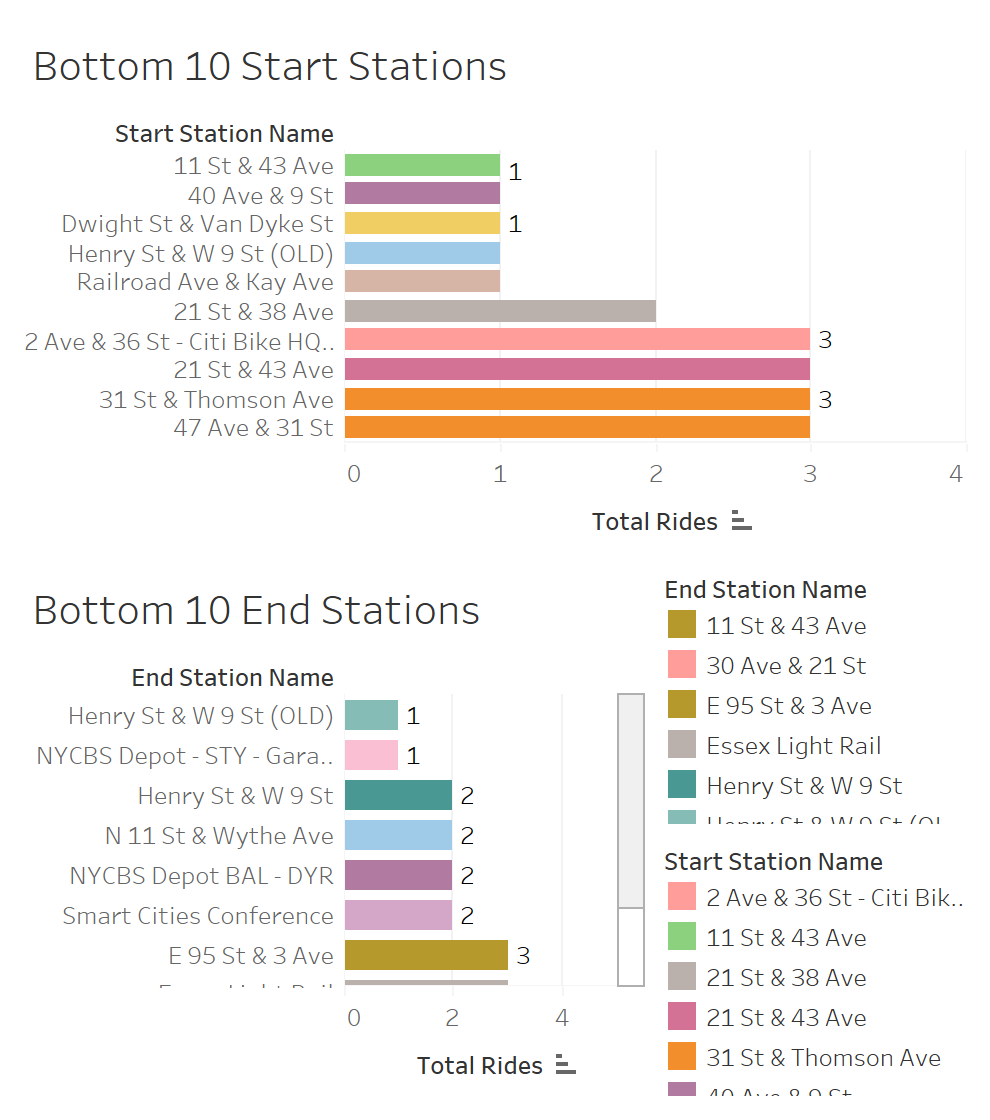 Bottom 10 Start Stations
Start Station Name
11 St & 43 Ave
1
40 Ave & 9 St
Dwight St & Van Dyke St
1
Henry St & W 9 St (OLD)
Railroad Ave & Kay Ave
21 St & 38 Ave
2 Ave & 36 St - Citi Bike HQ..
3
21 St & 43 Ave
31 St & Thomson Ave
3
47 Ave & 31 St
0 1 2 3 4
Total Rides
Bottom 10 End Stations
End Station Name
Henry St & W 9 St (OLD) 1
NYCBS Depot - STY - Gara.. 1
Henry St & W 9 St 2
N 11 St & Wythe Ave 2
NYCBS Depot BAL - DYR 2
Smart Cities Conference 2
E 95 St & 3 Ave 3
0 2 4
Total Rides
End Station Name
11 St & 43 Ave
30 Ave & 21 St
E 95 St & 3 Ave
Essex Light Rail
Henry St & W 9 St
Start Station Name
2 Ave & 36 St - Citi Bik..
11 St & 43 Ave
21 St & 38 Ave
21 St & 43 Ave
31 St & Thomson Ave